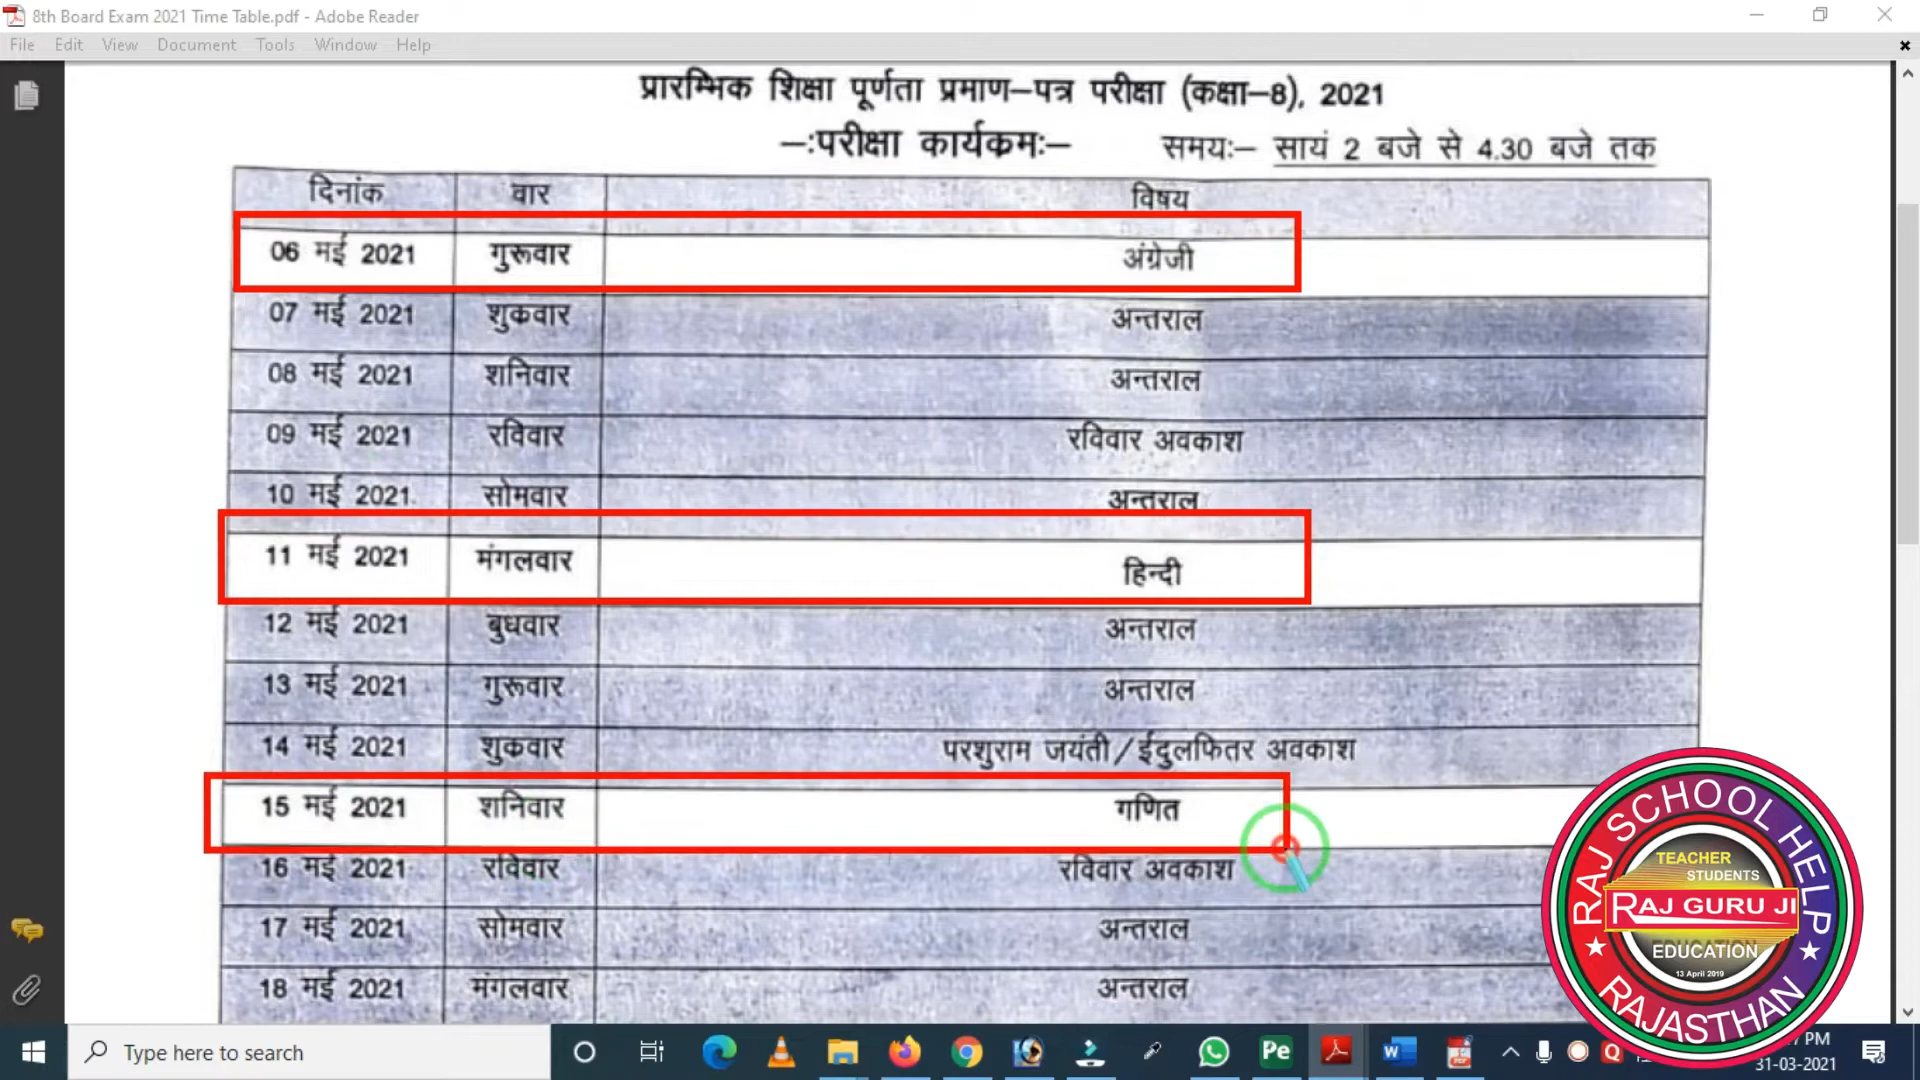 8th Board Exam 2021 Time Table.pdf - Adobe Reader
File Edit View Document Tools Window Help
प्रारम्भिक शिक्षा पूर्णता प्रमाण–पत्र परीक्षा (कक्षा–8), 2021
–:परीक्षा कार्यक्रमः– समयः– सायं 2 बजे से 4.30 बजे तक
दिनांक वार विषय
06 मई 2021 गुरूवार अंग्रेजी
07 मई 2021 शुक्रवार अन्तराल
08 मई 2021 शनिवार अन्तराल
09 मई 2021 रविवार रविवार अवकाश
10 मई 2021 सोमवार अन्तराल
11 मई 2021 मंगलवार हिन्दी
12 मई 2021 बुधवार अन्तराल
13 मई 2021 गुरूवार अन्तराल
14 मई 2021 शुक्रवार परशुराम जयंती/ईदुलफितर अवकाश
15 मई 2021 शनिवार गणित
16 मई 2021 रविवार रविवार अवकाश
17 मई 2021 सोमवार अन्तराल
18 मई 2021 मंगलवार अन्तराल
RAJ SCHOOL HELP
TEACHER
STUDENTS
RAJ GURU JI
EDUCATION
13 April 2019
RAJASTHAN
Type here to search
PM
31-03-2021